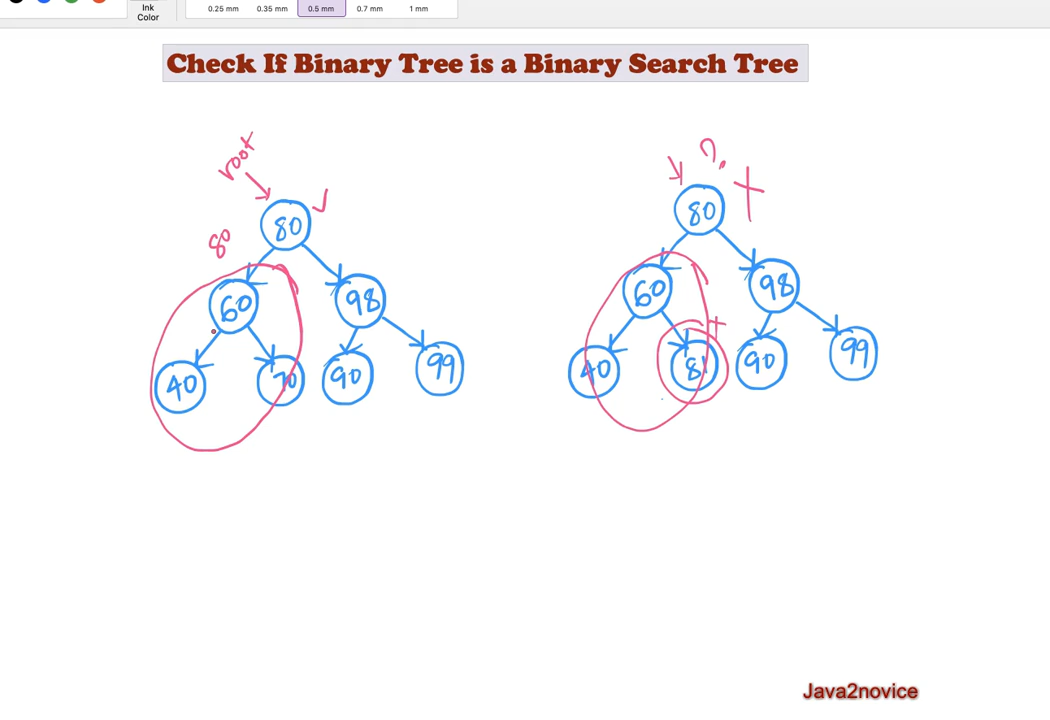 Ink
Color
0.25 mm 0.35 mm 0.5 mm 0.7 mm 1 mm
Check If Binary Tree is a Binary Search Tree
root
80
80
60
98
40
70
90
99
?
80
60
98
40
81
90
99
Java2novice